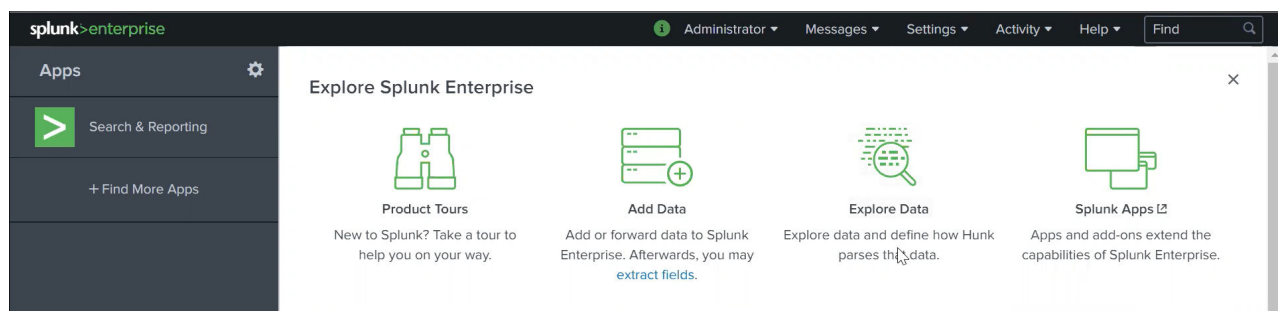 splunk>enterprise
i Administrator Messages Settings Activity Help Find
Apps
Search & Reporting
+ Find More Apps
Explore Splunk Enterprise
Product Tours
New to Splunk? Take a tour to
help you on your way.
Add Data
Add or forward data to Splunk
Enterprise. Afterwards, you may
extract fields.
Explore Data
Explore data and define how Hunk
parses that data.
Splunk Apps
Apps and add-ons extend the
capabilities of Splunk Enterprise.